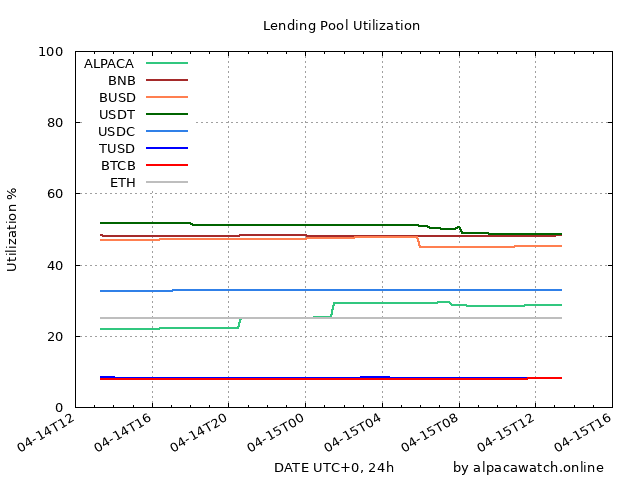 Lending Pool Utilization
Utilization %
100
80
60
40
20
0
ALPACA
BNB
BUSD
USDT
USDC
TUSD
BTCB
ETH
04-14T12
04-14T16
04-14T20
04-15T00
04-15T04
04-15T08
04-15T12
04-15T16
DATE UTC+0, 24h
by alpacawatch.online